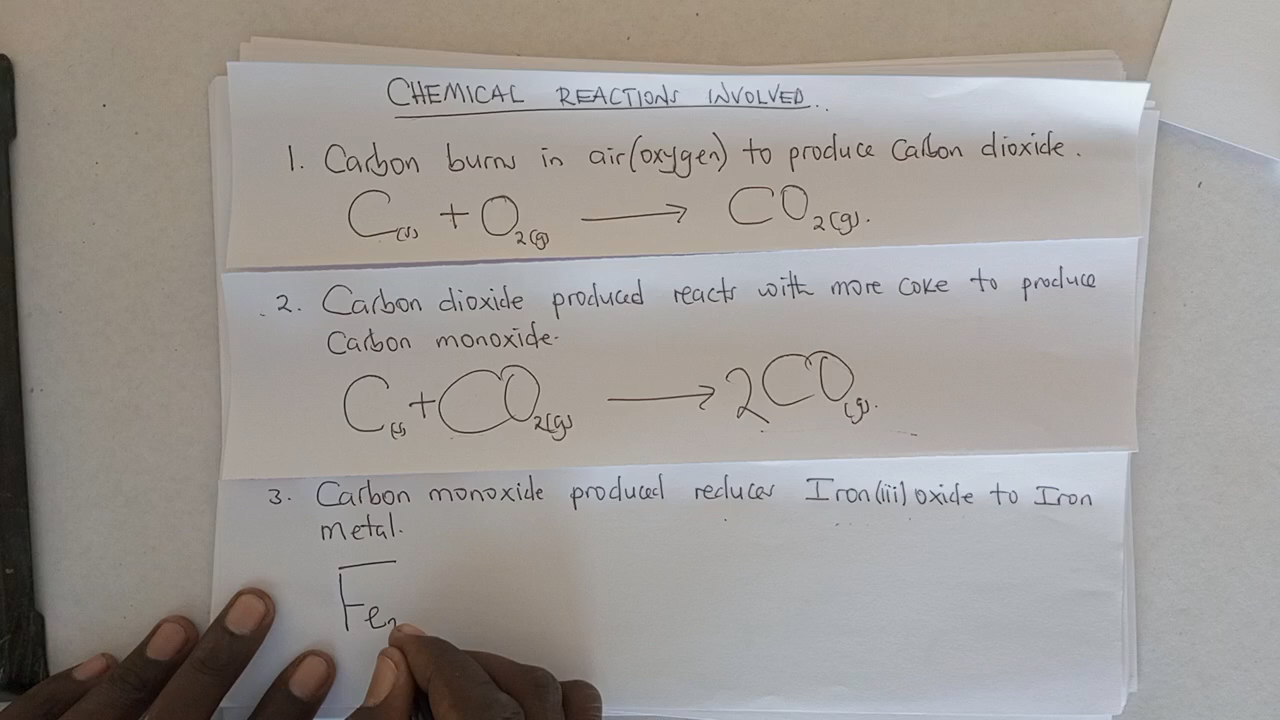 CHEMICAL REACTIONS INVOLVED..
1. Carbon burns in air(oxygen) to produce Carbon dioxide.
C(s) + O2(g) → CO2(g).
2. Carbon dioxide produced reacts with more coke to produce
Carbon monoxide.
C(s) + CO2(g) → 2CO(g).
3. Carbon monoxide produced reduces Iron(iii) oxide to Iron
metal.
Fe2